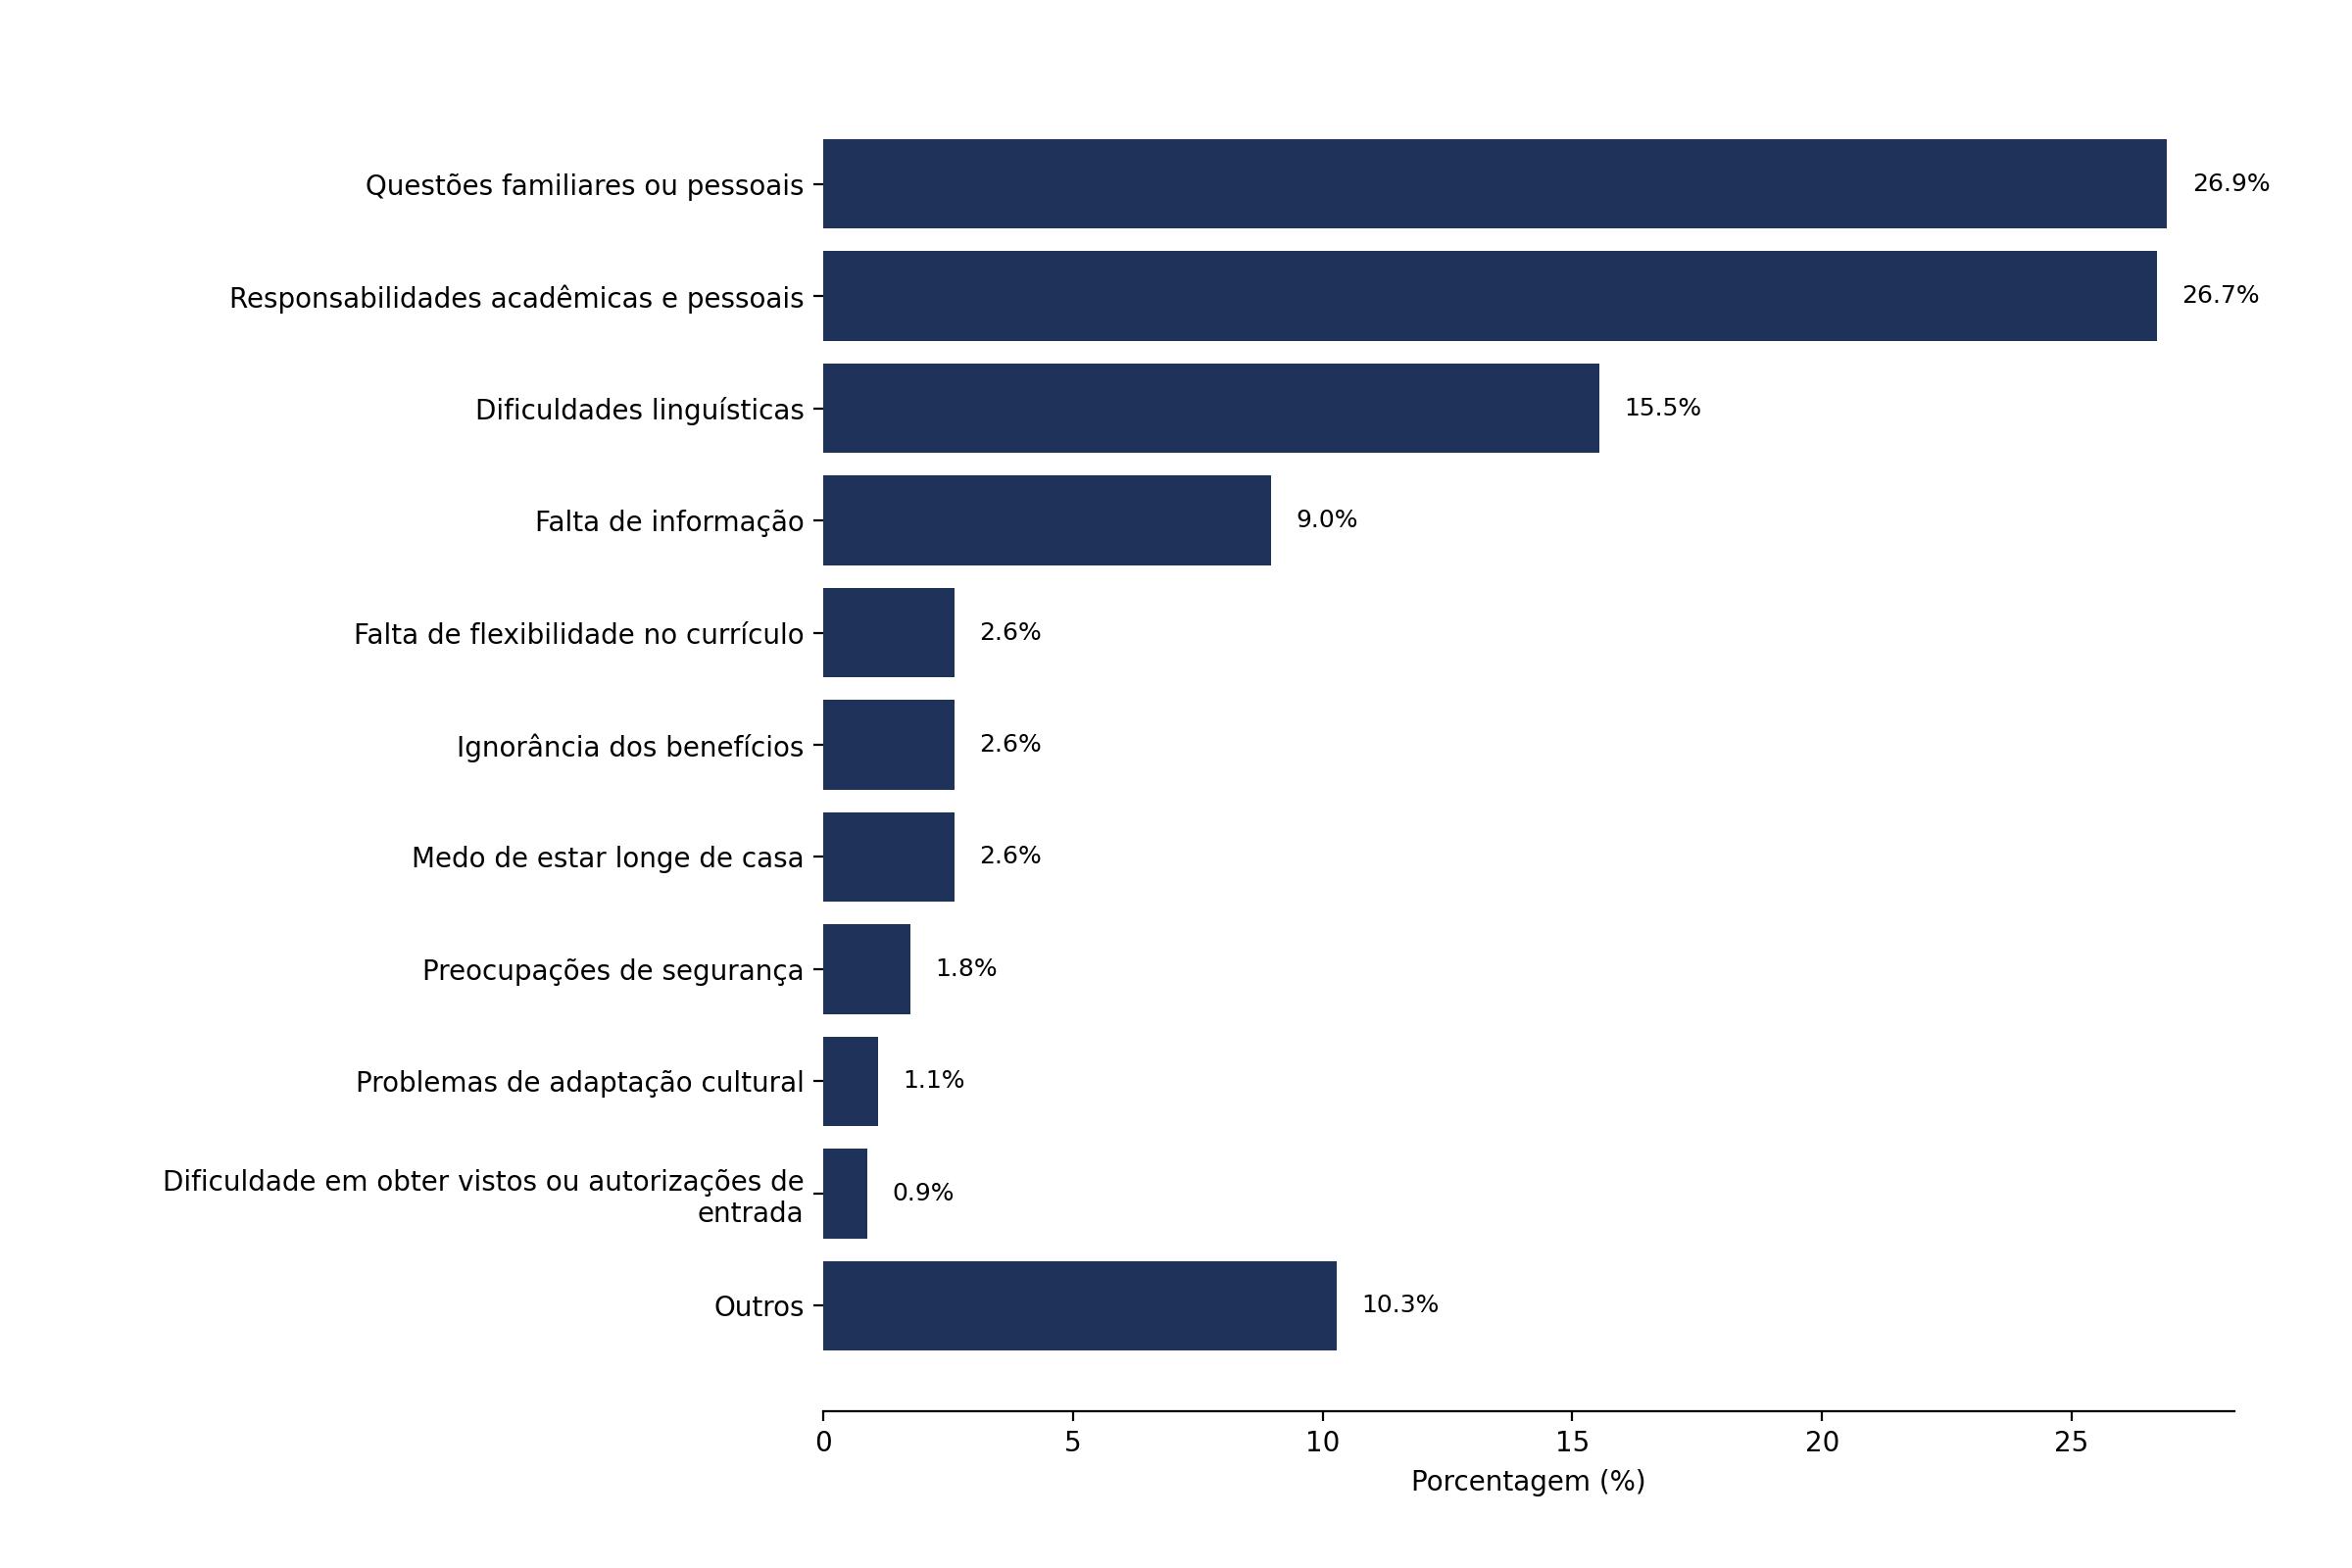 Questões familiares ou pessoais
26.9%
Responsabilidades acadêmicas e pessoais
26.7%
Dificuldades linguísticas
15.5%
Falta de informação
9.0%
Falta de flexibilidade no currículo
2.6%
Ignorância dos benefícios
2.6%
Medo de estar longe de casa
2.6%
Preocupações de segurança
1.8%
Problemas de adaptação cultural
1.1%
Dificuldade em obter vistos ou autorizações de
entrada
0.9%
Outros
10.3%
0 5 10 15 20 25
Porcentagem (%)